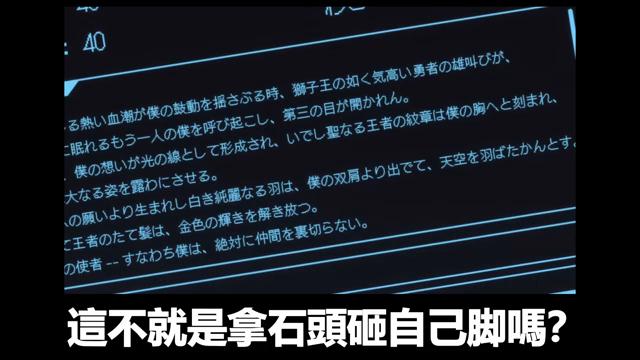 : 40
る熱い血潮が僕の鼓動を揺さぶる時、獅子王の如く気高い勇者の雄叫びが、
に眠れるもう一人の僕を呼び起こし、第三の目が開かれん。
、僕の想いが光の線として形成され、いでし聖なる王者の紋章は僕の胸へと刻まれ、
大なる姿を露わにさせる。
の願いより生まれし白き純麗なる羽は、僕の双肩より出でて、天空を羽ばたかんとす。
て王者のたて髪は、金色の輝きを解き放つ。
の使者 -- すなわち僕は、絶対に仲間を裏切らない。
這不就是拿石頭砸自己脚嗎?